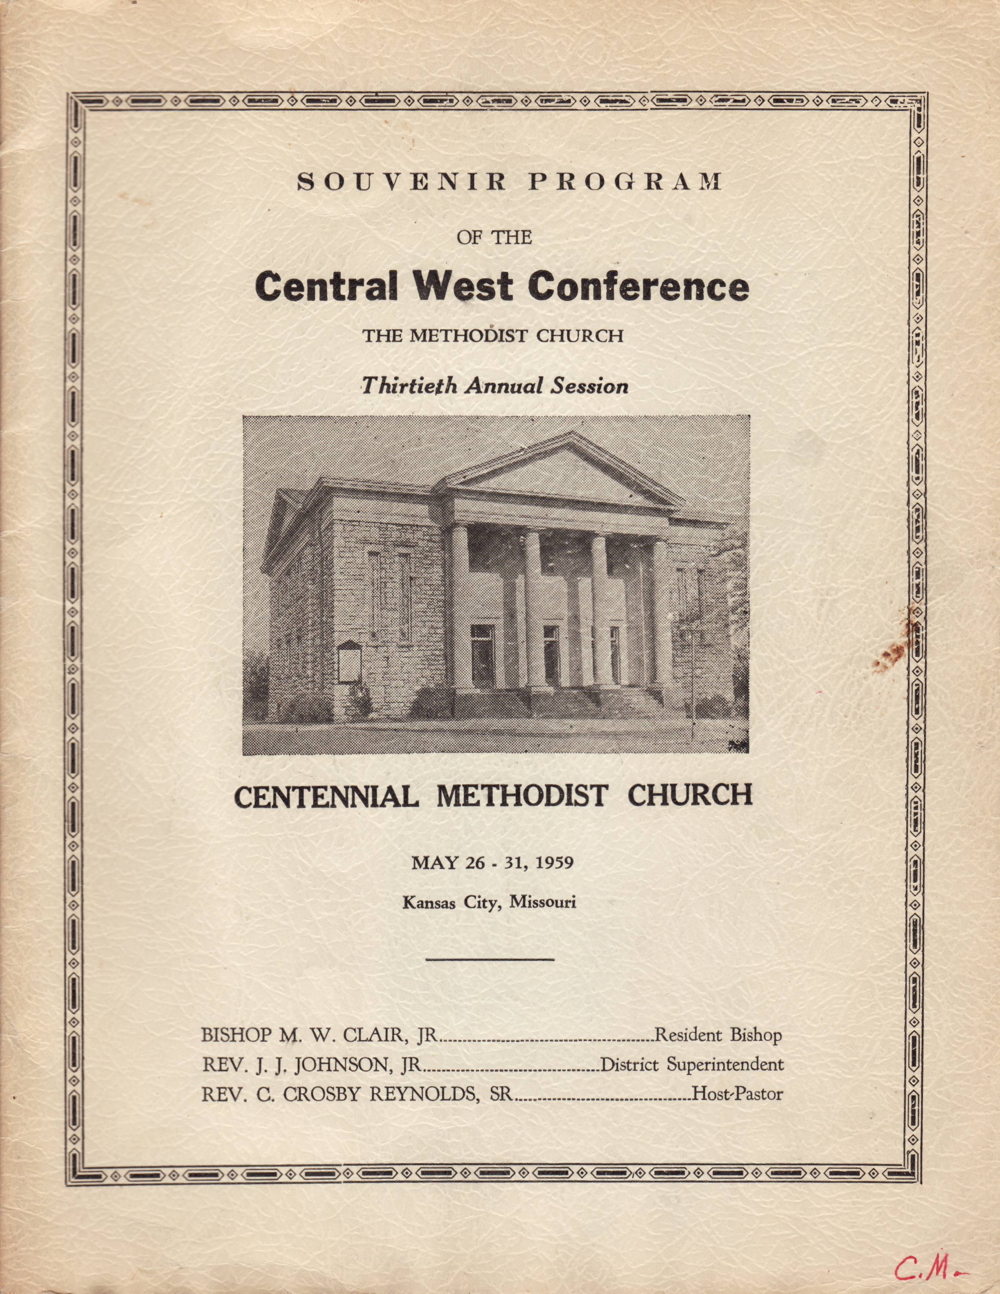 SOUVENIR PROGRAM
OF THE
Central West Conference
THE METHODIST CHURCH
Thirtieth Annual Session
CENTENNIAL METHODIST CHURCH
MAY 26 - 31, 1959
Kansas City, Missouri
BISHOP M. W. CLAIR, JR..............................................Resident Bishop
REV. J. J. JOHNSON, JR......................................District Superintendent
REV. C. CROSBY REYNOLDS, SR......................................Host-Pastor
C.M.-